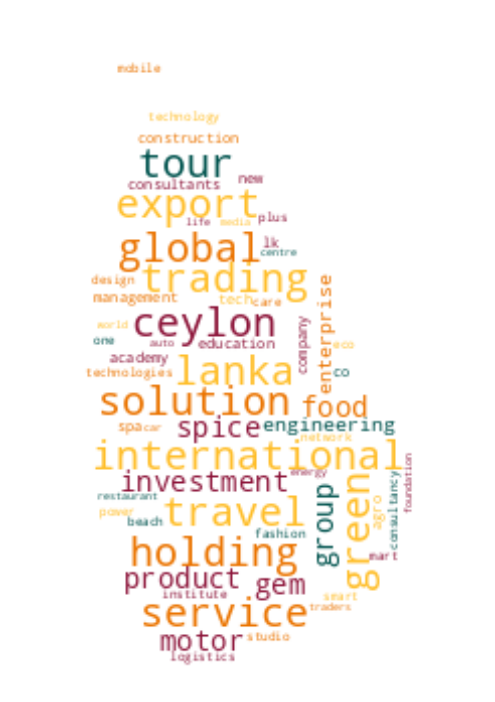 mobile
technology
construction
tour
consultants new
export
life media plus
global lk
centre
trading
design
management tech care
enterprise
world ceylon company
one auto education eco
academy
technologies lanka co
solution food
spa car spice engineering
network
international
investment energy foundation
restaurant
power travel group green agro consultancy
beach
fashion
holding mart
product gem
institute smart
service traders
motor studio
logistics